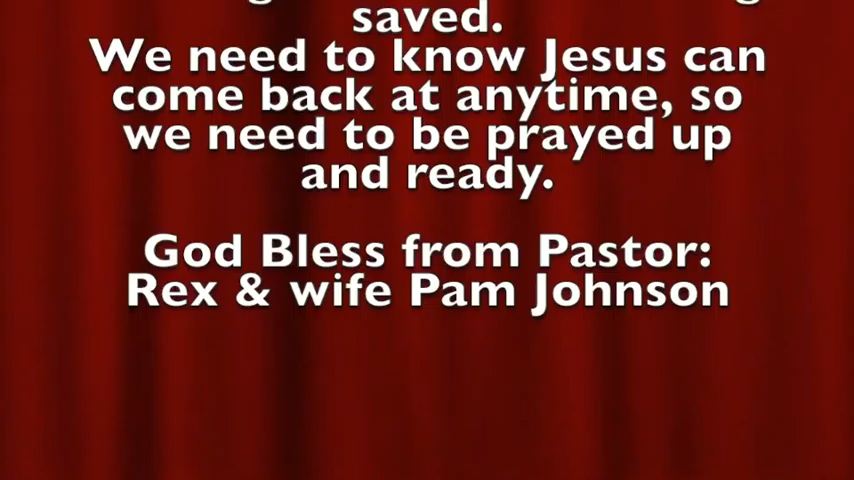 saved.
We need to know Jesus can
come back at anytime, so
we need to be prayed up
and ready.
God Bless from Pastor:
Rex & wife Pam Johnson